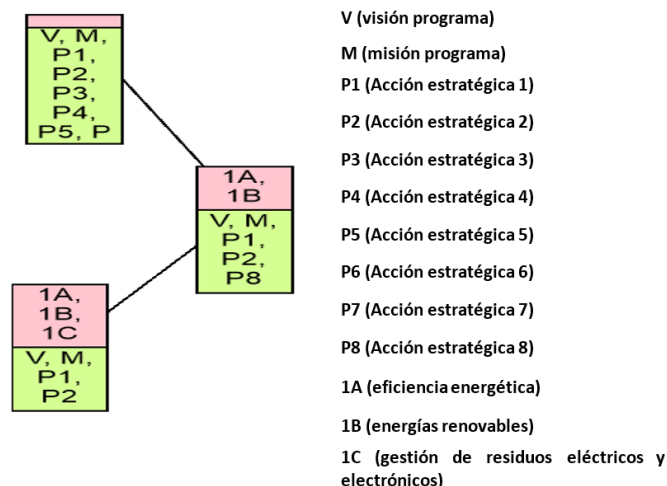 V, M,
P1,
P2,
P3,
P4,
P5, P
1A,
1B
V, M,
P1,
P2,
P8
1A,
1B,
1C
V, M,
P1,
P2
V (visión programa)
M (misión programa)
P1 (Acción estratégica 1)
P2 (Acción estratégica 2)
P3 (Acción estratégica 3)
P4 (Acción estratégica 4)
P5 (Acción estratégica 5)
P6 (Acción estratégica 6)
P7 (Acción estratégica 7)
P8 (Acción estratégica 8)
1A (eficiencia energética)
1B (energías renovables)
1C (gestión de residuos eléctricos y
electrónicos)